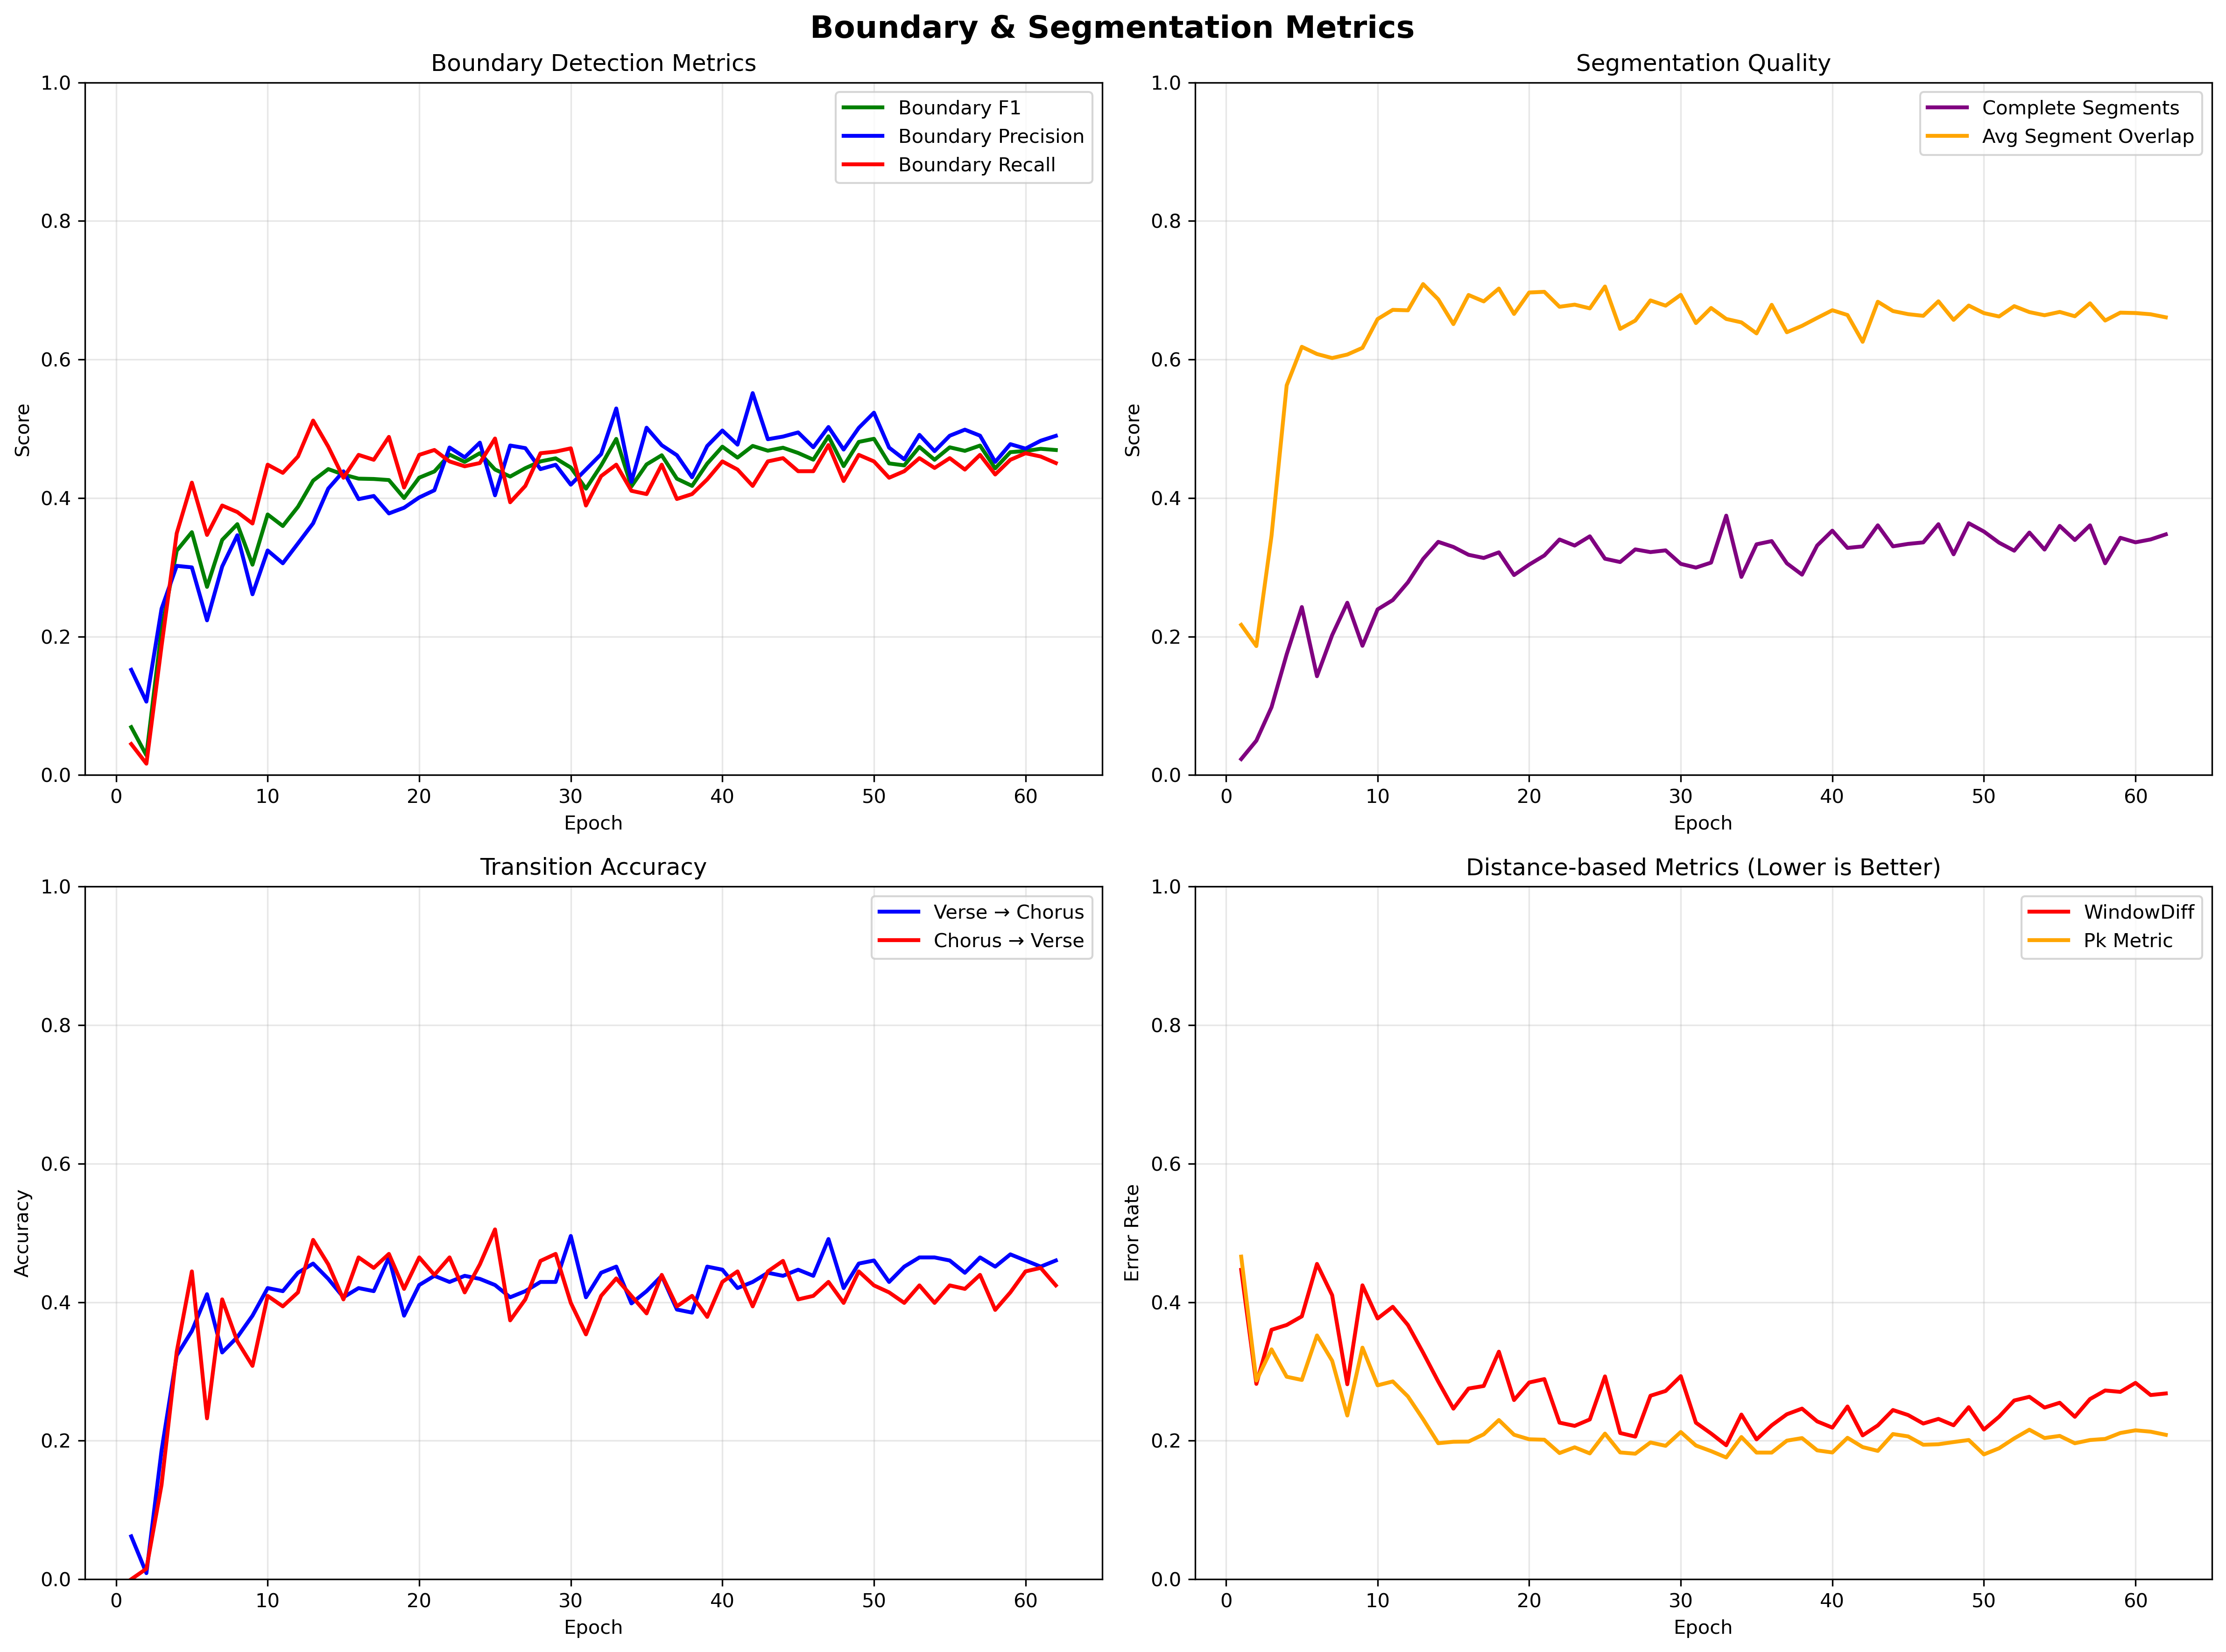 Boundary & Segmentation Metrics
Boundary Detection Metrics
1.0
0.8
0.6
0.4
0.2
0.0
Score
0 10 20 30 40 50 60
Epoch
Boundary F1
Boundary Precision
Boundary Recall
Segmentation Quality
1.0
0.8
0.6
0.4
0.2
0.0
Score
0 10 20 30 40 50 60
Epoch
Complete Segments
Avg Segment Overlap
Transition Accuracy
1.0
0.8
0.6
0.4
0.2
0.0
Accuracy
0 10 20 30 40 50 60
Epoch
Verse → Chorus
Chorus → Verse
Distance-based Metrics (Lower is Better)
1.0
0.8
0.6
0.4
0.2
0.0
Error Rate
0 10 20 30 40 50 60
Epoch
WindowDiff
Pk Metric